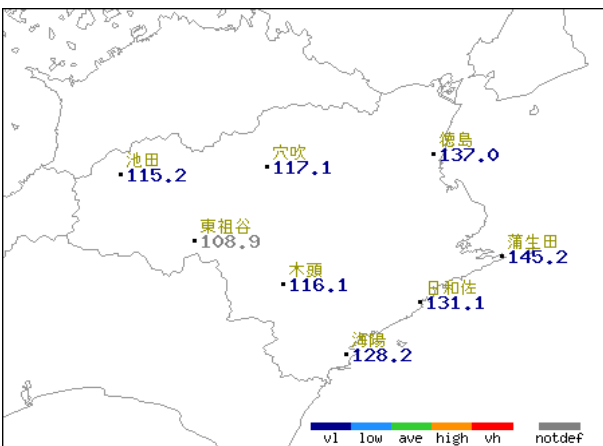 徳島
137.0
穴吹
117.1
池田
115.2
東祖谷
108.9
蒲生田
145.2
木頭
116.1
日和佐
131.1
海陽
128.2
vl low ave high vh notdef